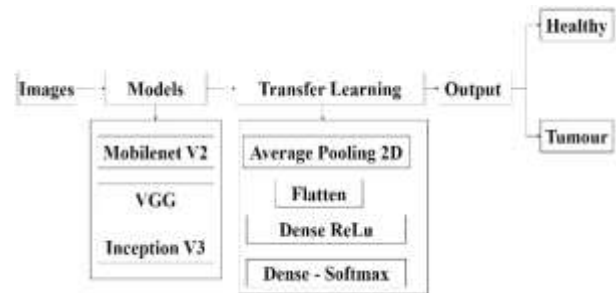 Healthy
Images Models Transfer Learning Output
Mobilenet V2 Average Pooling 2D Tumour
VGG Flatten
Dense ReLu
Inception V3
Dense - Softmax